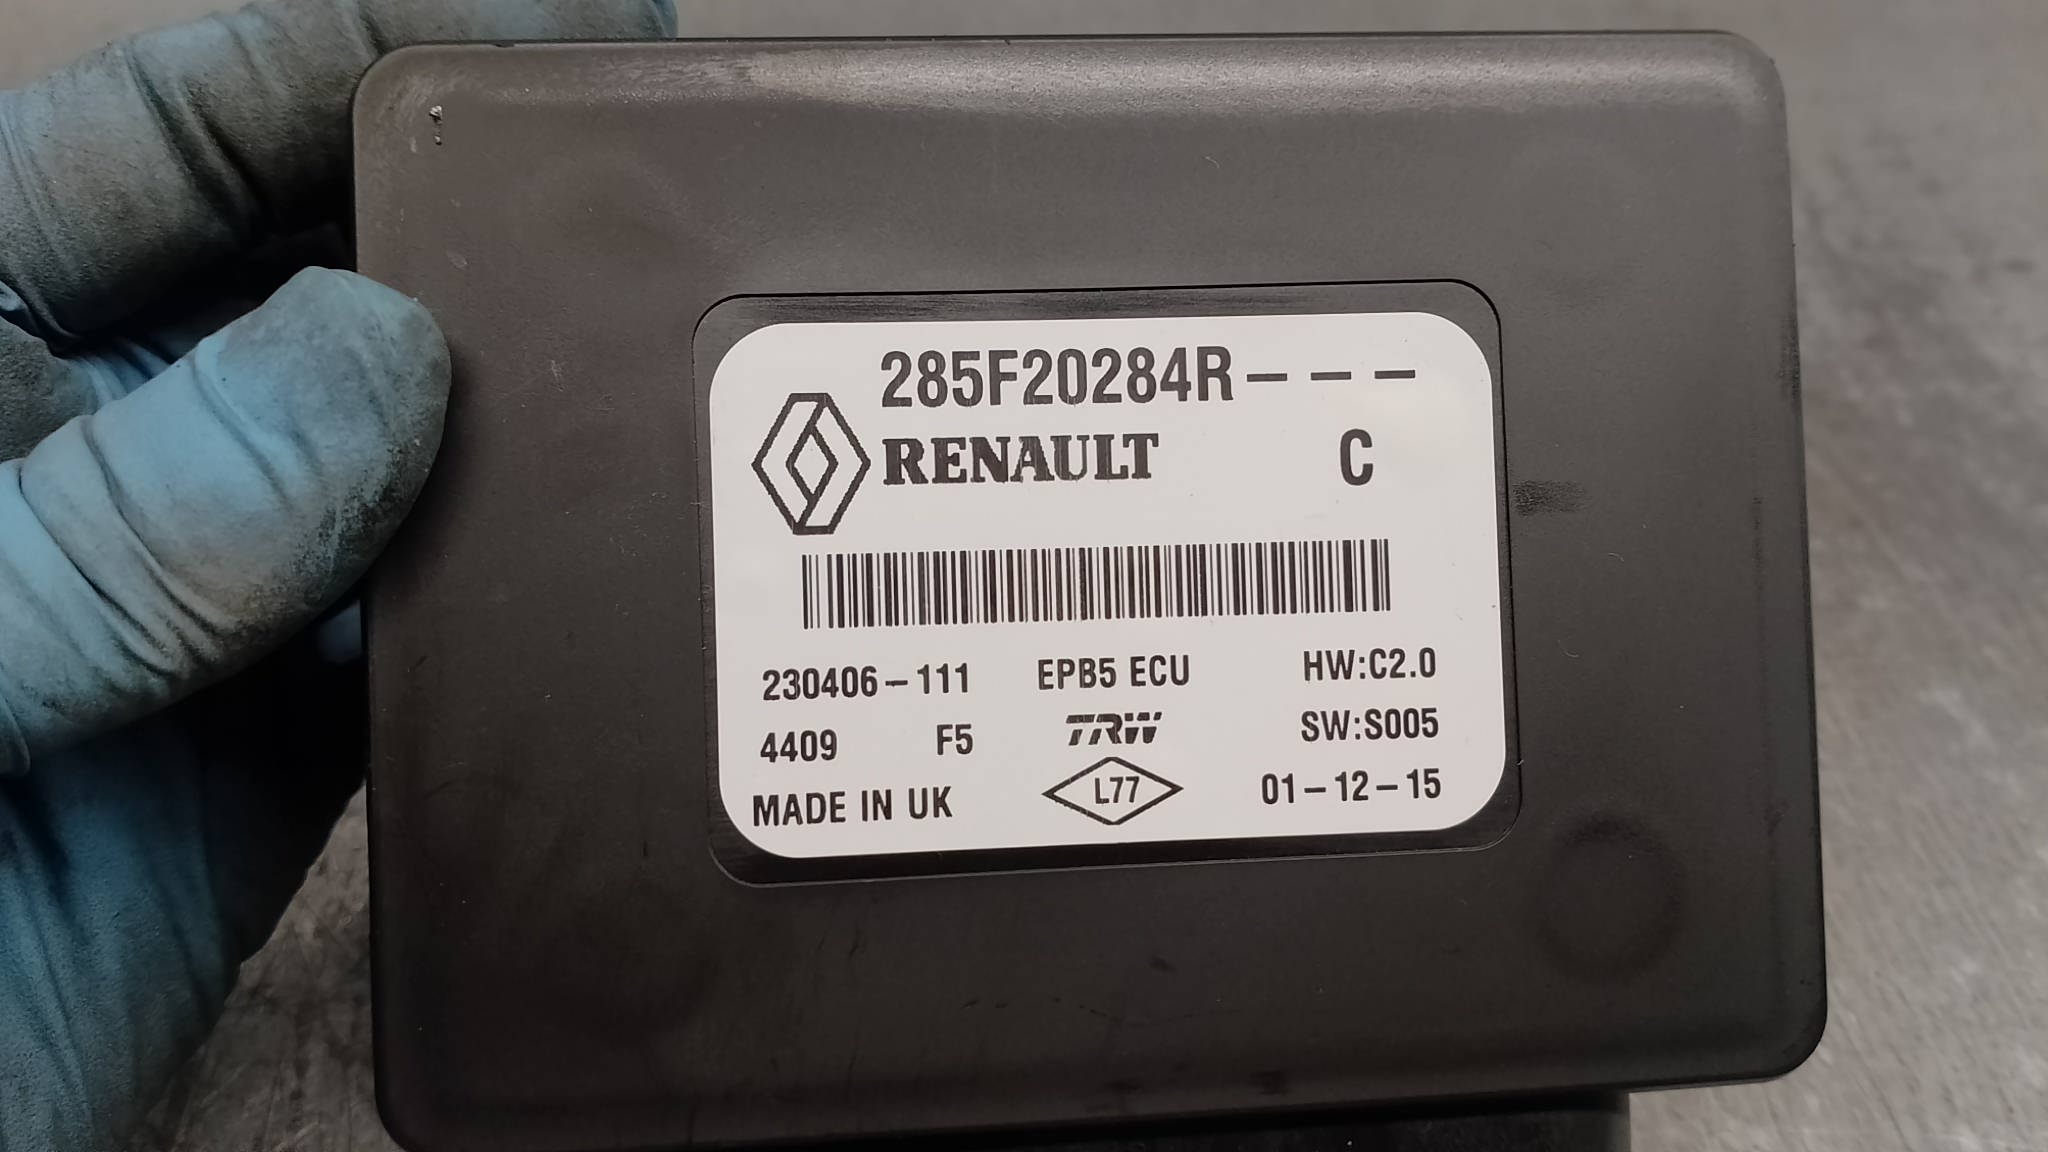 285F20284R– – –
RENAULT C
230406–111 EPB5 ECU HW:C2.0
4409 F5 TRW SW:S005
MADE IN UK L77 01–12–15